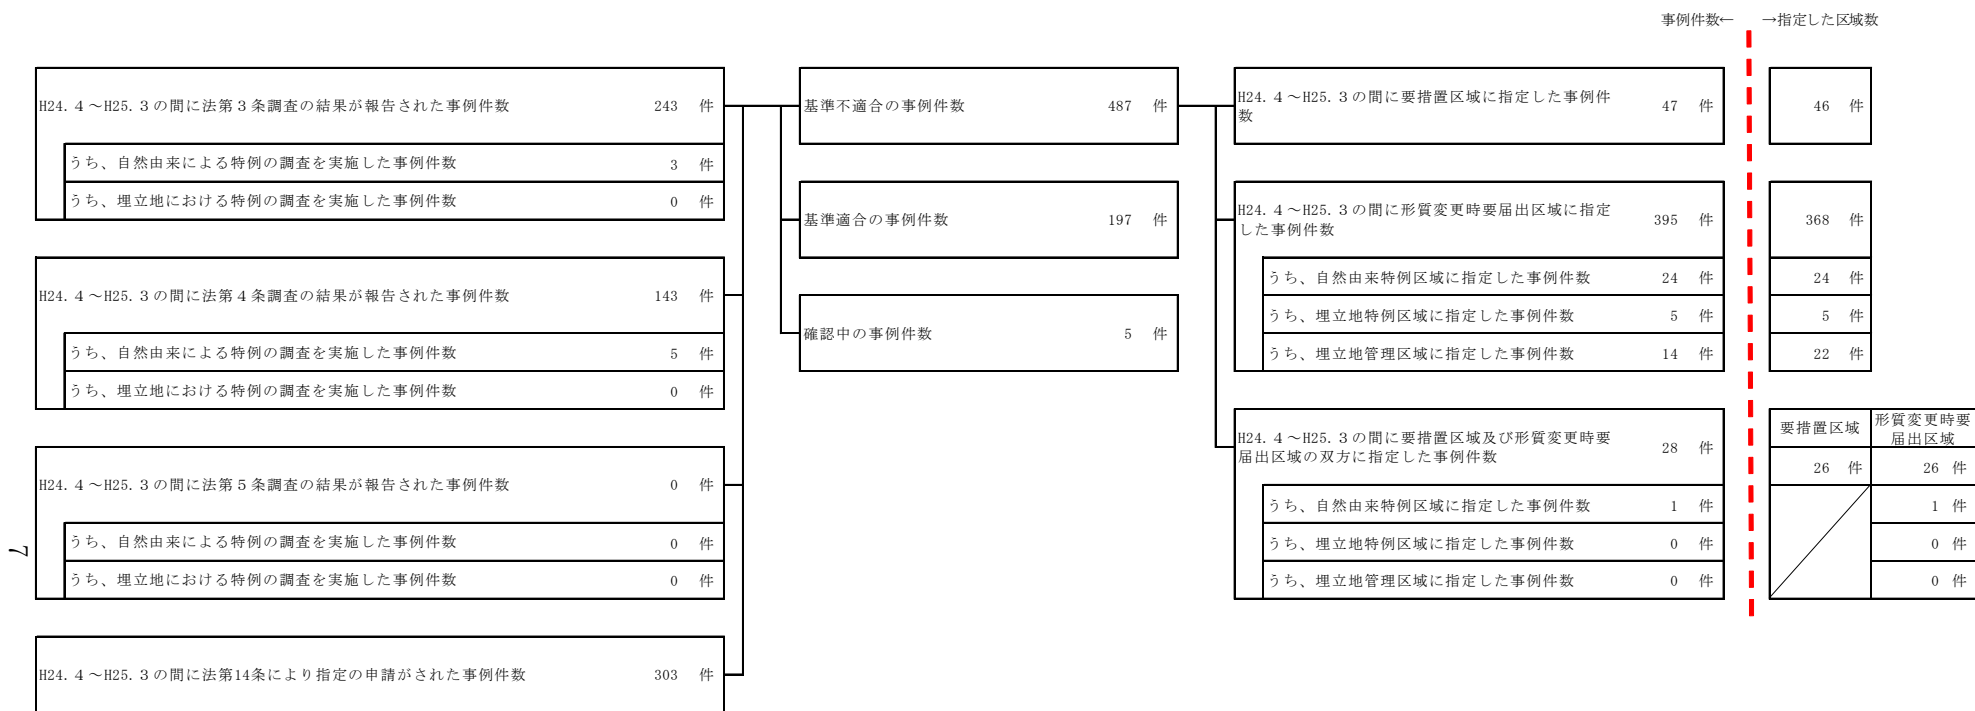 事例件数← →指定した区域数
H24.4～H25.3の間に法第3条調査の結果が報告された事例件数 243 件
うち、自然由来による特例の調査を実施した事例件数 3 件
うち、埋立地における特例の調査を実施した事例件数 0 件
H24.4～H25.3の間に法第4条調査の結果が報告された事例件数 143 件
うち、自然由来による特例の調査を実施した事例件数 5 件
うち、埋立地における特例の調査を実施した事例件数 0 件
H24.4～H25.3の間に法第5条調査の結果が報告された事例件数 0 件
うち、自然由来による特例の調査を実施した事例件数 0 件
うち、埋立地における特例の調査を実施した事例件数 0 件
H24.4～H25.3の間に法第14条により指定の申請がされた事例件数 303 件
基準不適合の事例件数 487 件
基準適合の事例件数 197 件
確認中の事例件数 5 件
H24.4～H25.3の間に要措置区域に指定した事例件
数 47 件
46 件
H24.4～H25.3の間に形質変更時要届出区域に指定
した事例件数 395 件
368 件
うち、自然由来特例区域に指定した事例件数 24 件
24 件
うち、埋立地特例区域に指定した事例件数 5 件
5 件
うち、埋立地管理区域に指定した事例件数 14 件
22 件
H24.4～H25.3の間に要措置区域及び形質変更時要
届出区域の双方に指定した事例件数 28 件
要措置区域
形質変更時要
届出区域
26 件 26 件
うち、自然由来特例区域に指定した事例件数 1 件
1 件
うち、埋立地特例区域に指定した事例件数 0 件
0 件
うち、埋立地管理区域に指定した事例件数 0 件
0 件
7